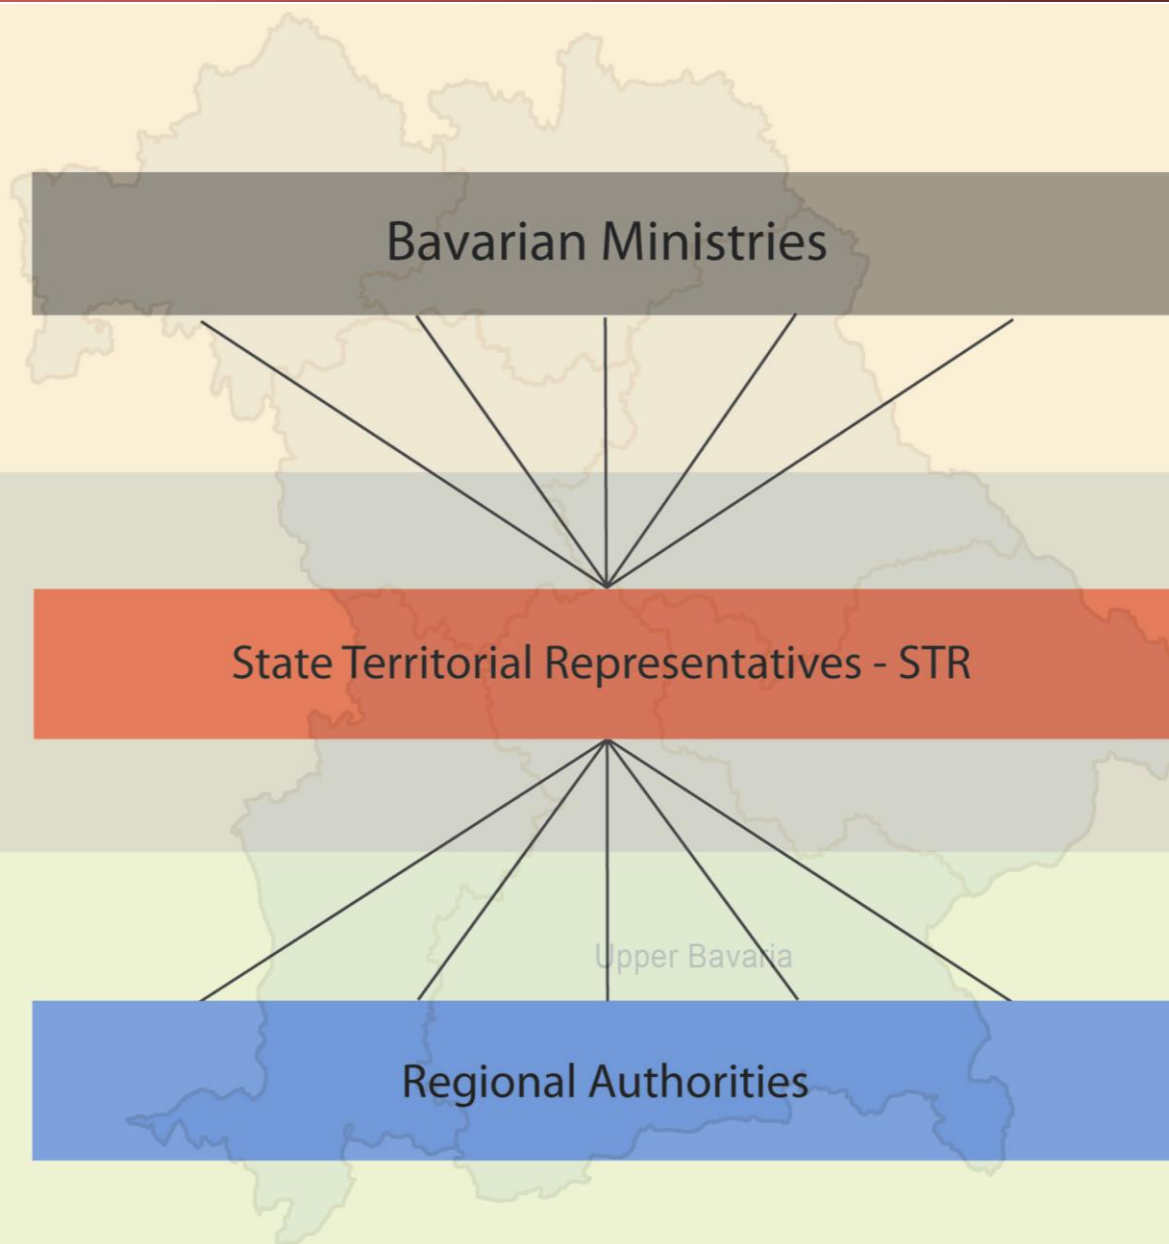 Bavarian Ministries
State Territorial Representatives - STR
Upper Bavaria
Regional Authorities